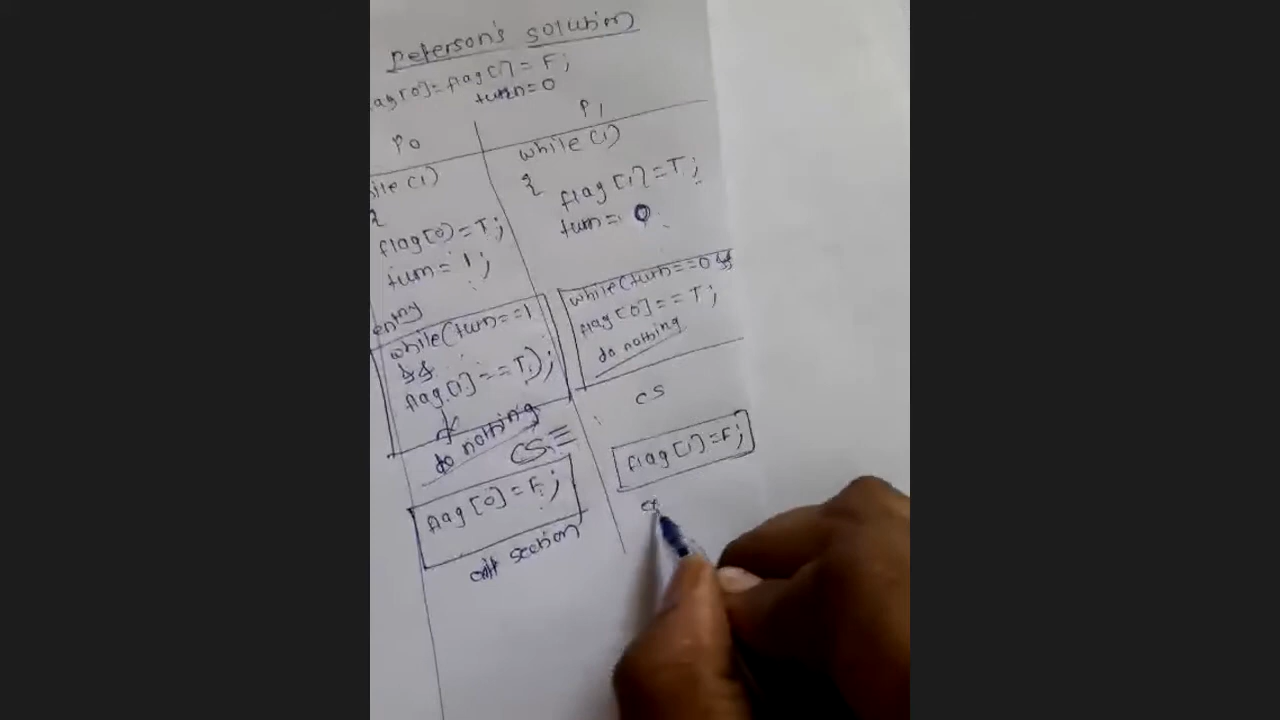 Peterson's solution
ag[0]=flag[1]=F;
turn=0
P0
P1
ile(1)
{
flag[0]=T;
turn=1;
entry
while(turn==1
&&
flag[1]==T);
do nothing
CS
flag[0]=F;
exit section
while(1)
{
flag[1]=T;
turn=0
while(turn==0 &&
flag[0]==T;
do nothing
CS
flag[1]=F;